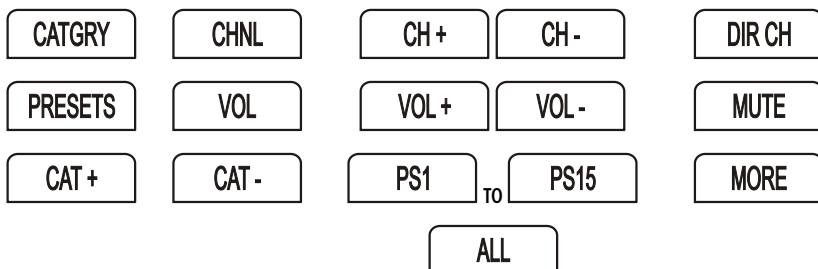 CATGRY CHNL CH + CH - DIR CH
PRESETS VOL VOL + VOL - MUTE
CAT + CAT - PS1 TO PS15 MORE
ALL